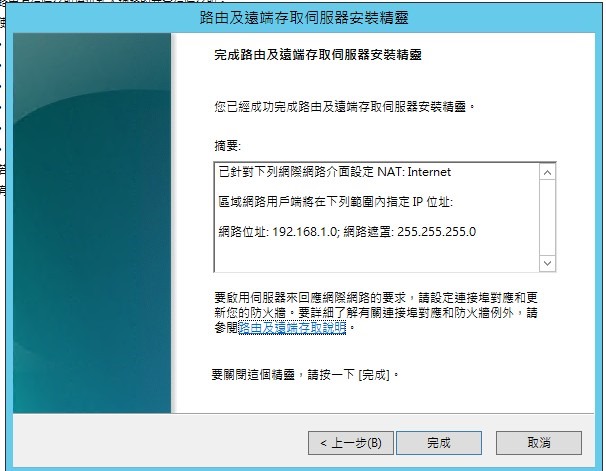 路由及遠端存取伺服器安裝精靈
完成路由及遠端存取伺服器安裝精靈
您已經成功完成路由及遠端存取伺服器安裝精靈。
摘要:
已針對下列網際網路介面設定 NAT: Internet
區域網路用戶端將在下列範圍內指定 IP 位址:
網路位址: 192.168.1.0; 網路遮罩: 255.255.255.0
要啟用伺服器來回應網際網路的要求，請設定連接埠對應和更
新您的防火牆。要詳細了解有關連接埠對應和防火牆例外，請
參閱路由及遠端存取說明。
要關閉這個精靈，請按一下 [完成]。
< 上一步(B)
完成
取消